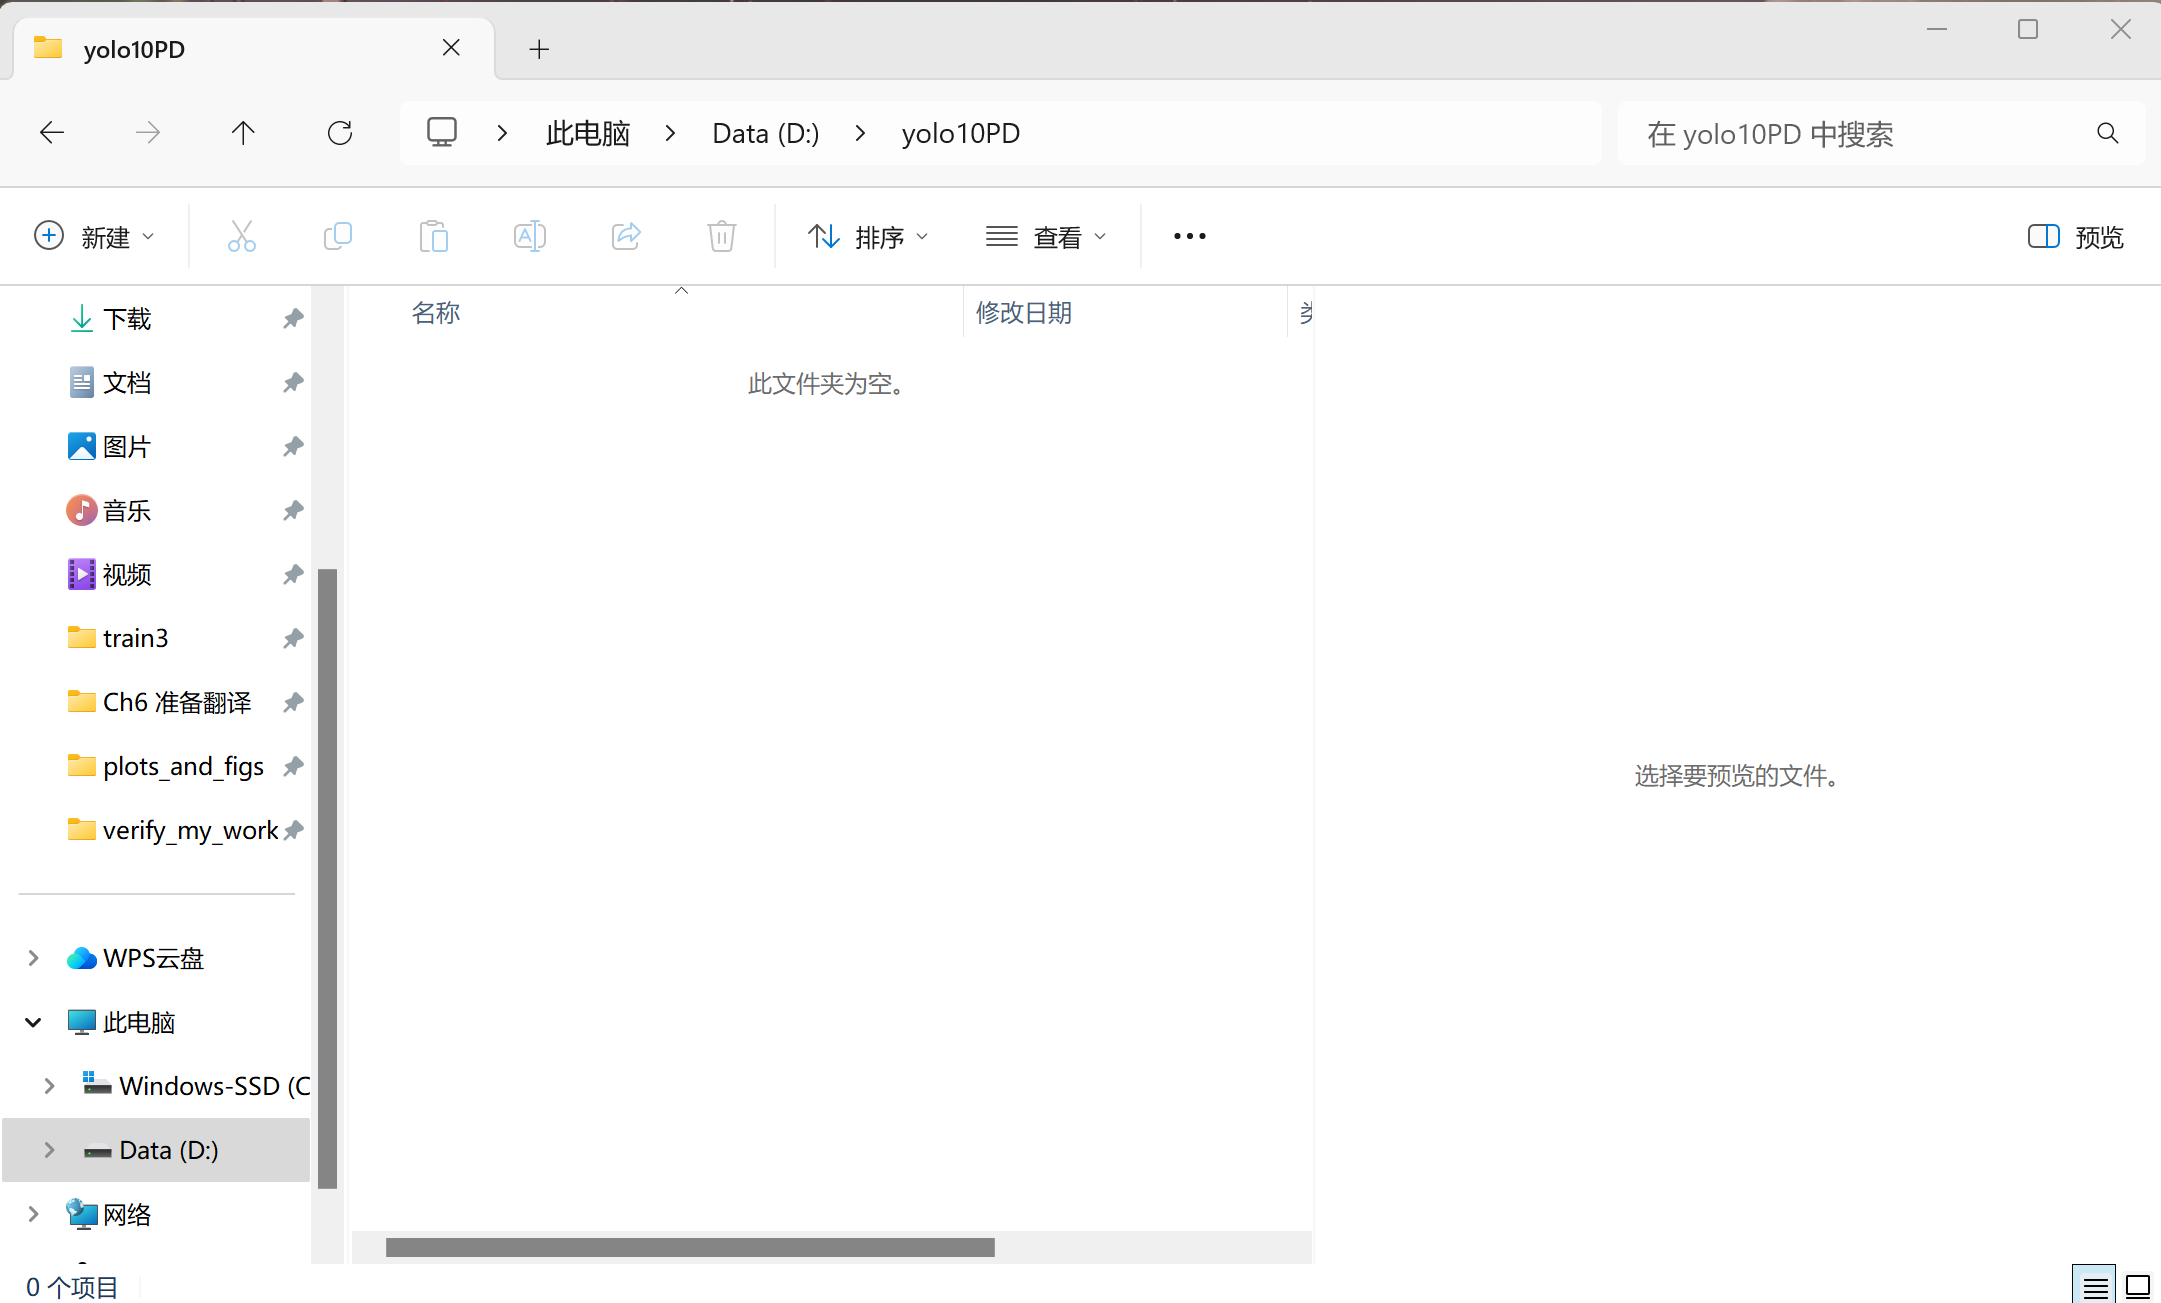 yolo10PD
此电脑 Data (D:) yolo10PD
在 yolo10PD 中搜索
新建 排序 查看 预览
名称 修改日期
此文件夹为空。
选择要预览的文件。
下载
文档
图片
音乐
视频
train3
Ch6 准备翻译
plots_and_figs
verify_my_work
WPS云盘
此电脑
Windows-SSD (C
Data (D:)
网络
0 个项目